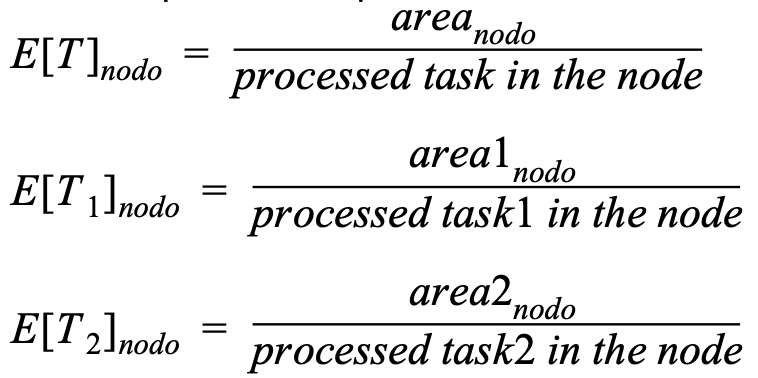 E[T]nodo = areanodo / processed task in the node
E[T1]nodo = area1nodo / processed task1 in the node
E[T2]nodo = area2nodo / processed task2 in the node